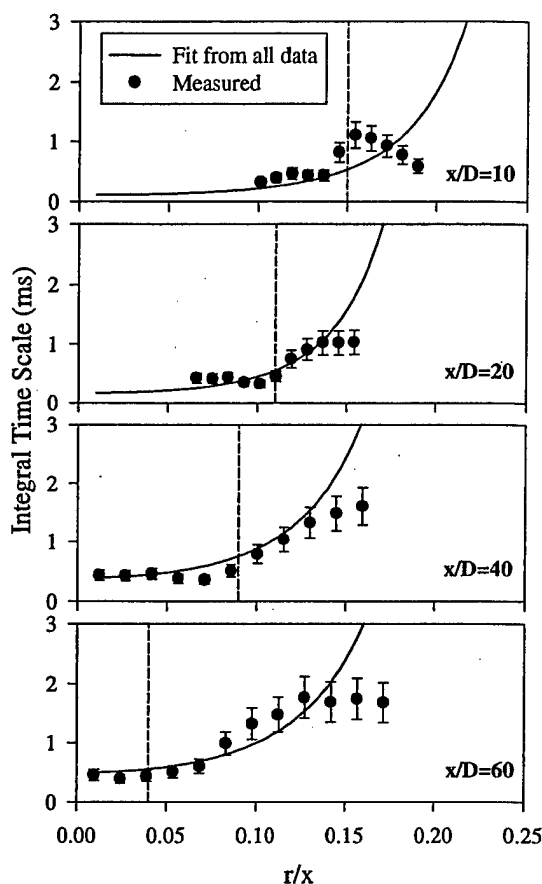 3
Fit from all data
Measured
2
1
x/D=10
0
3
2
1
x/D=20
0
Integral Time Scale (ms)
3
2
1
x/D=40
0
3
2
1
x/D=60
0
0.00 0.05 0.10 0.15 0.20 0.25
r/x